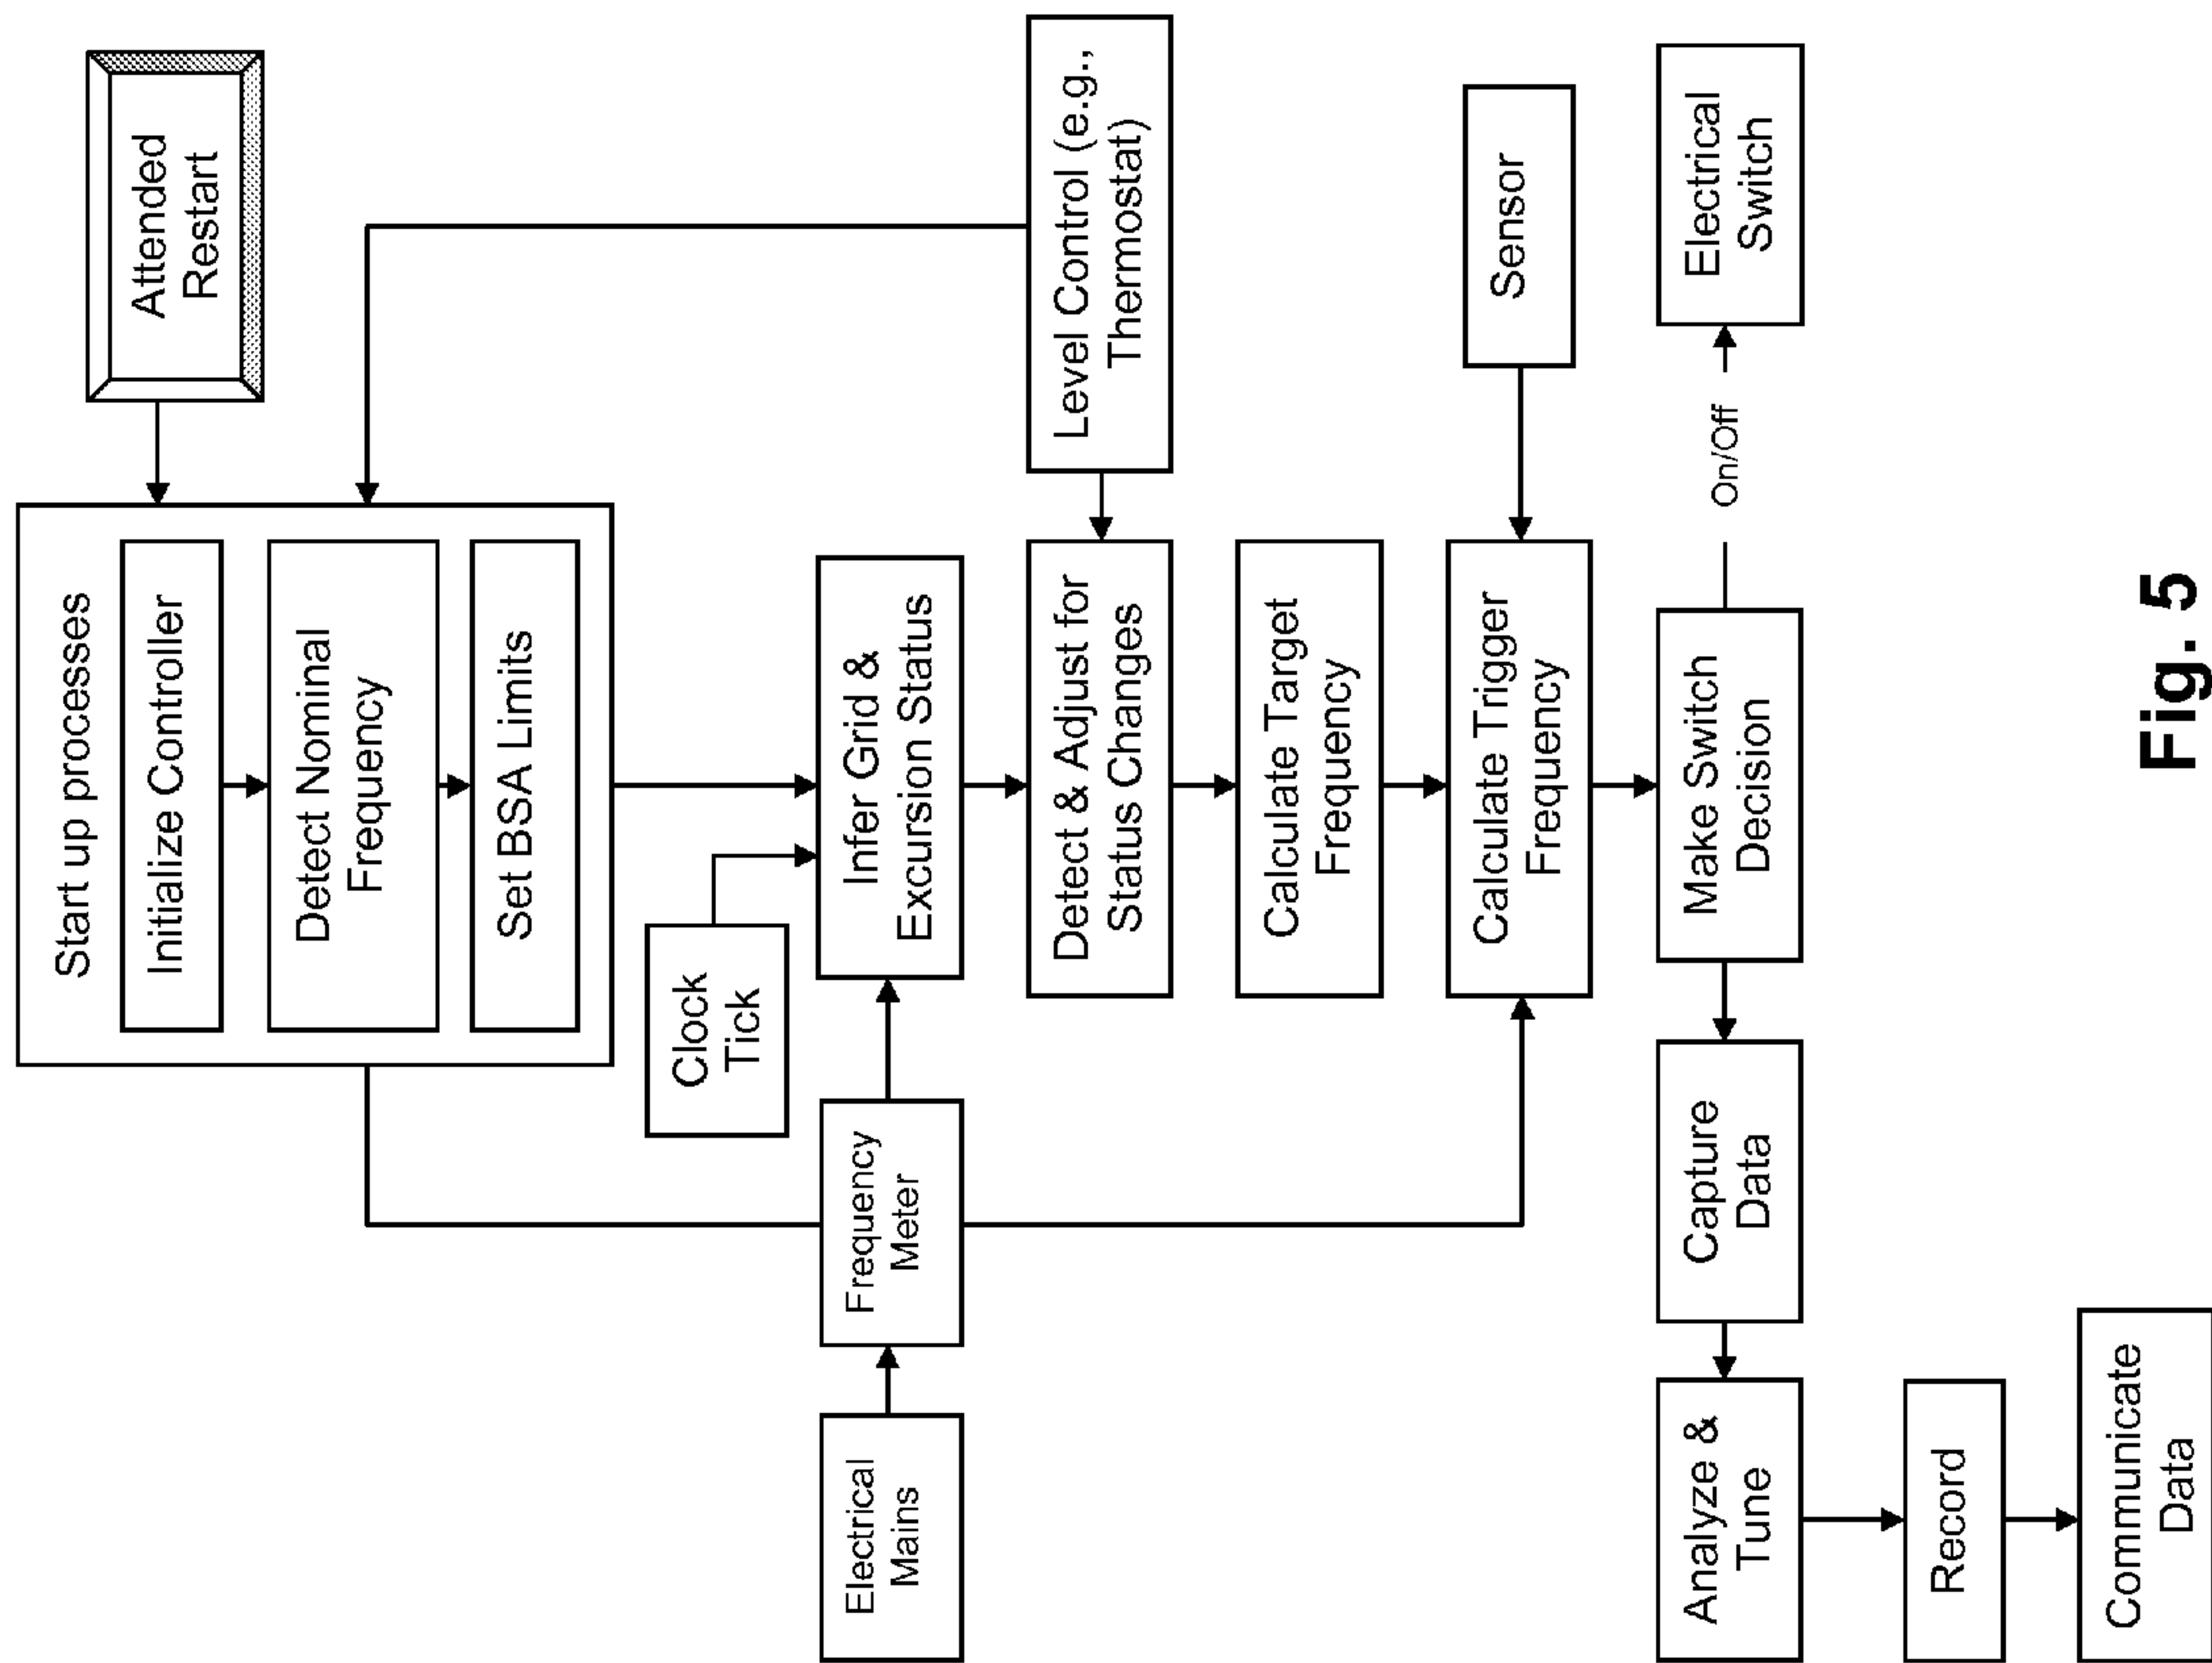 Attended
Restart
Start up processes
Initialize Controller
Detect Nominal
Frequency
Set BSA Limits
Clock
Tick
Electrical
Mains
Frequency
Meter
Infer Grid &
Excursion Status
Level Control (e.g.,
Thermostat)
Detect & Adjust for
Status Changes
Calculate Target
Frequency
Sensor
Calculate Trigger
Frequency
Electrical
Switch
On/Off
Make Switch
Decision
Capture
Data
Analyze &
Tune
Record
Communicate
Data
Fig. 5